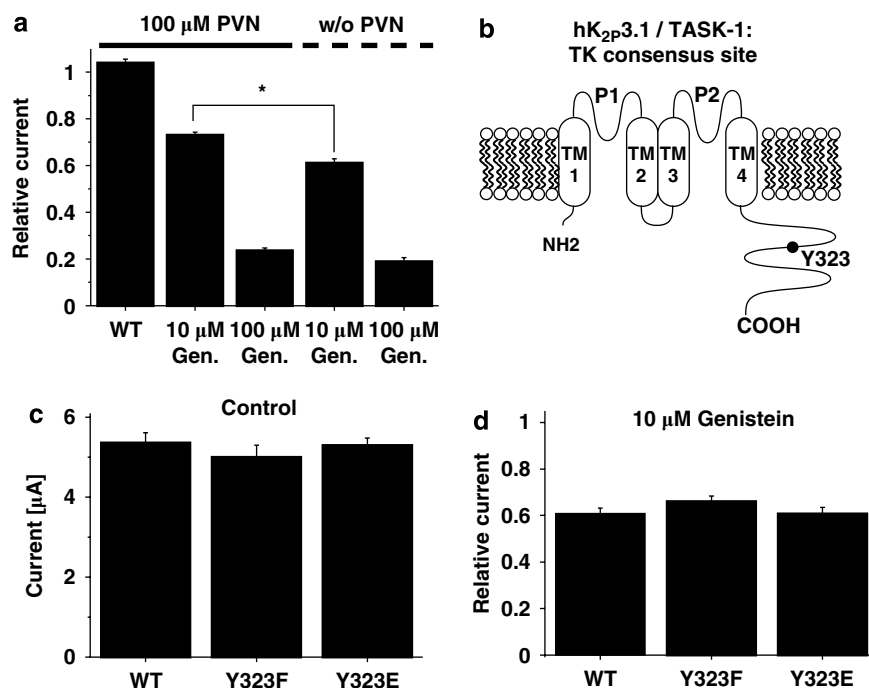 a
100 μM PVN w/o PVN
Relative current
1
0.8
0.6
0.4
0.2
0
*
WT 10 μM Gen. 100 μM Gen. 10 μM Gen. 100 μM Gen.
b
hK2P3.1 / TASK-1:
TK consensus site
P1 P2
TM 1 TM 2 TM 3 TM 4
NH2
Y323
COOH
c
Control
Current [μA]
6
4
2
0
WT Y323F Y323E
d
10 μM Genistein
Relative current
1
0.8
0.6
0.4
0.2
0
WT Y323F Y323E